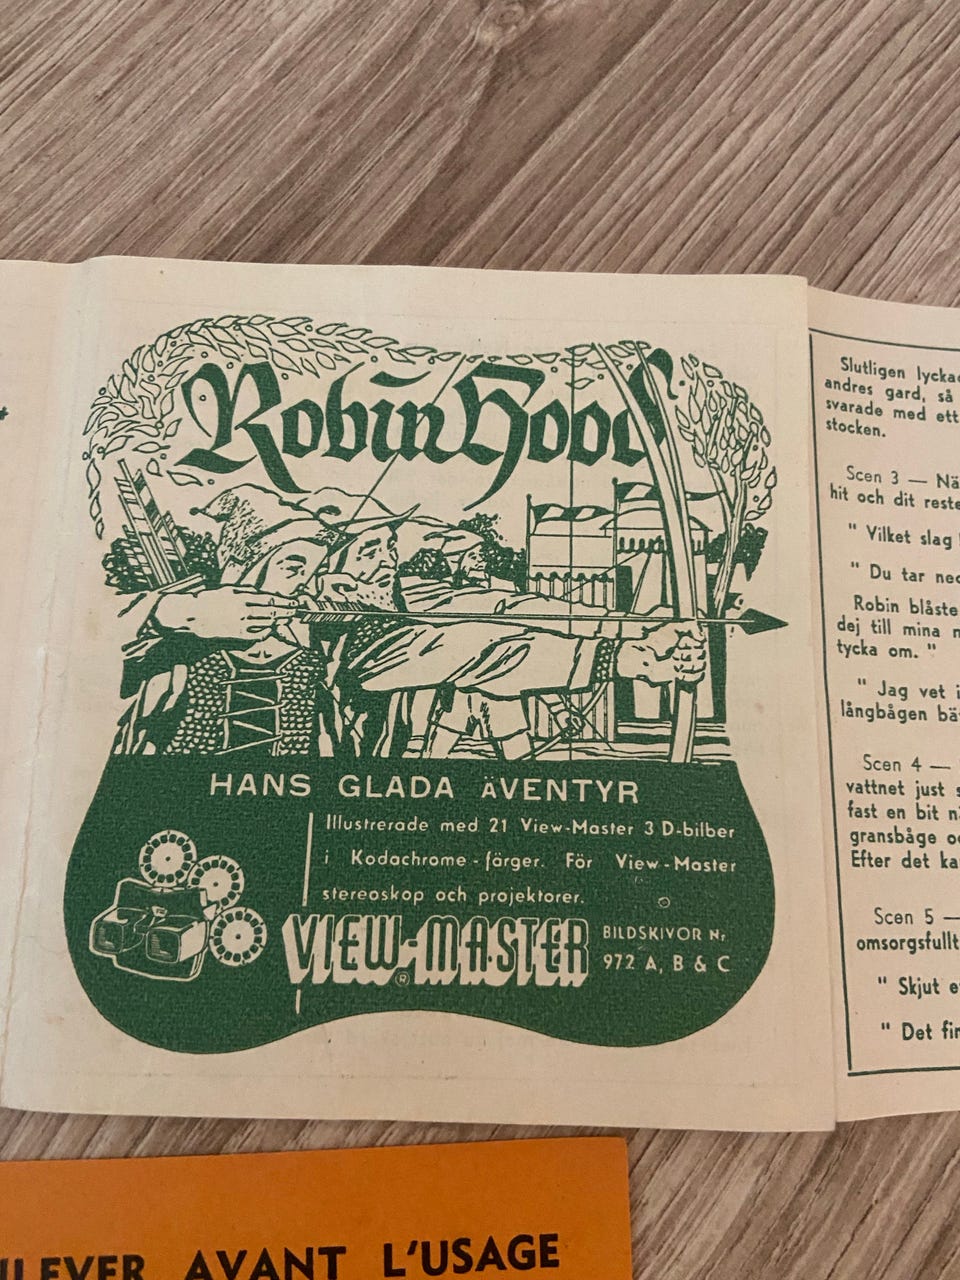 Robin Hood
HANS GLADA ÄVENTYR
Illustrerade med 21 View-Master 3 D-bilber
i Kodachrome-färger. För View-Master
stereoskop och projektorer.
VIEW-MASTER
®
BILDSKIVOR Nr
972 A, B & C
Slutligen
andres gard, så
svarade med ett
stocken.
Scen 3 — Nä
hit och dit reste
" Vilket slag
" Du tar
Robin blåste
dej till mina
tycka om. "
" Jag vet
långbågen
Scen 4 —
vattnet just
fast en bit
gransbåge
Efter det
Scen 5 —
omsorgsfullt
" Skjut
" Det
AVANT L'USAGE